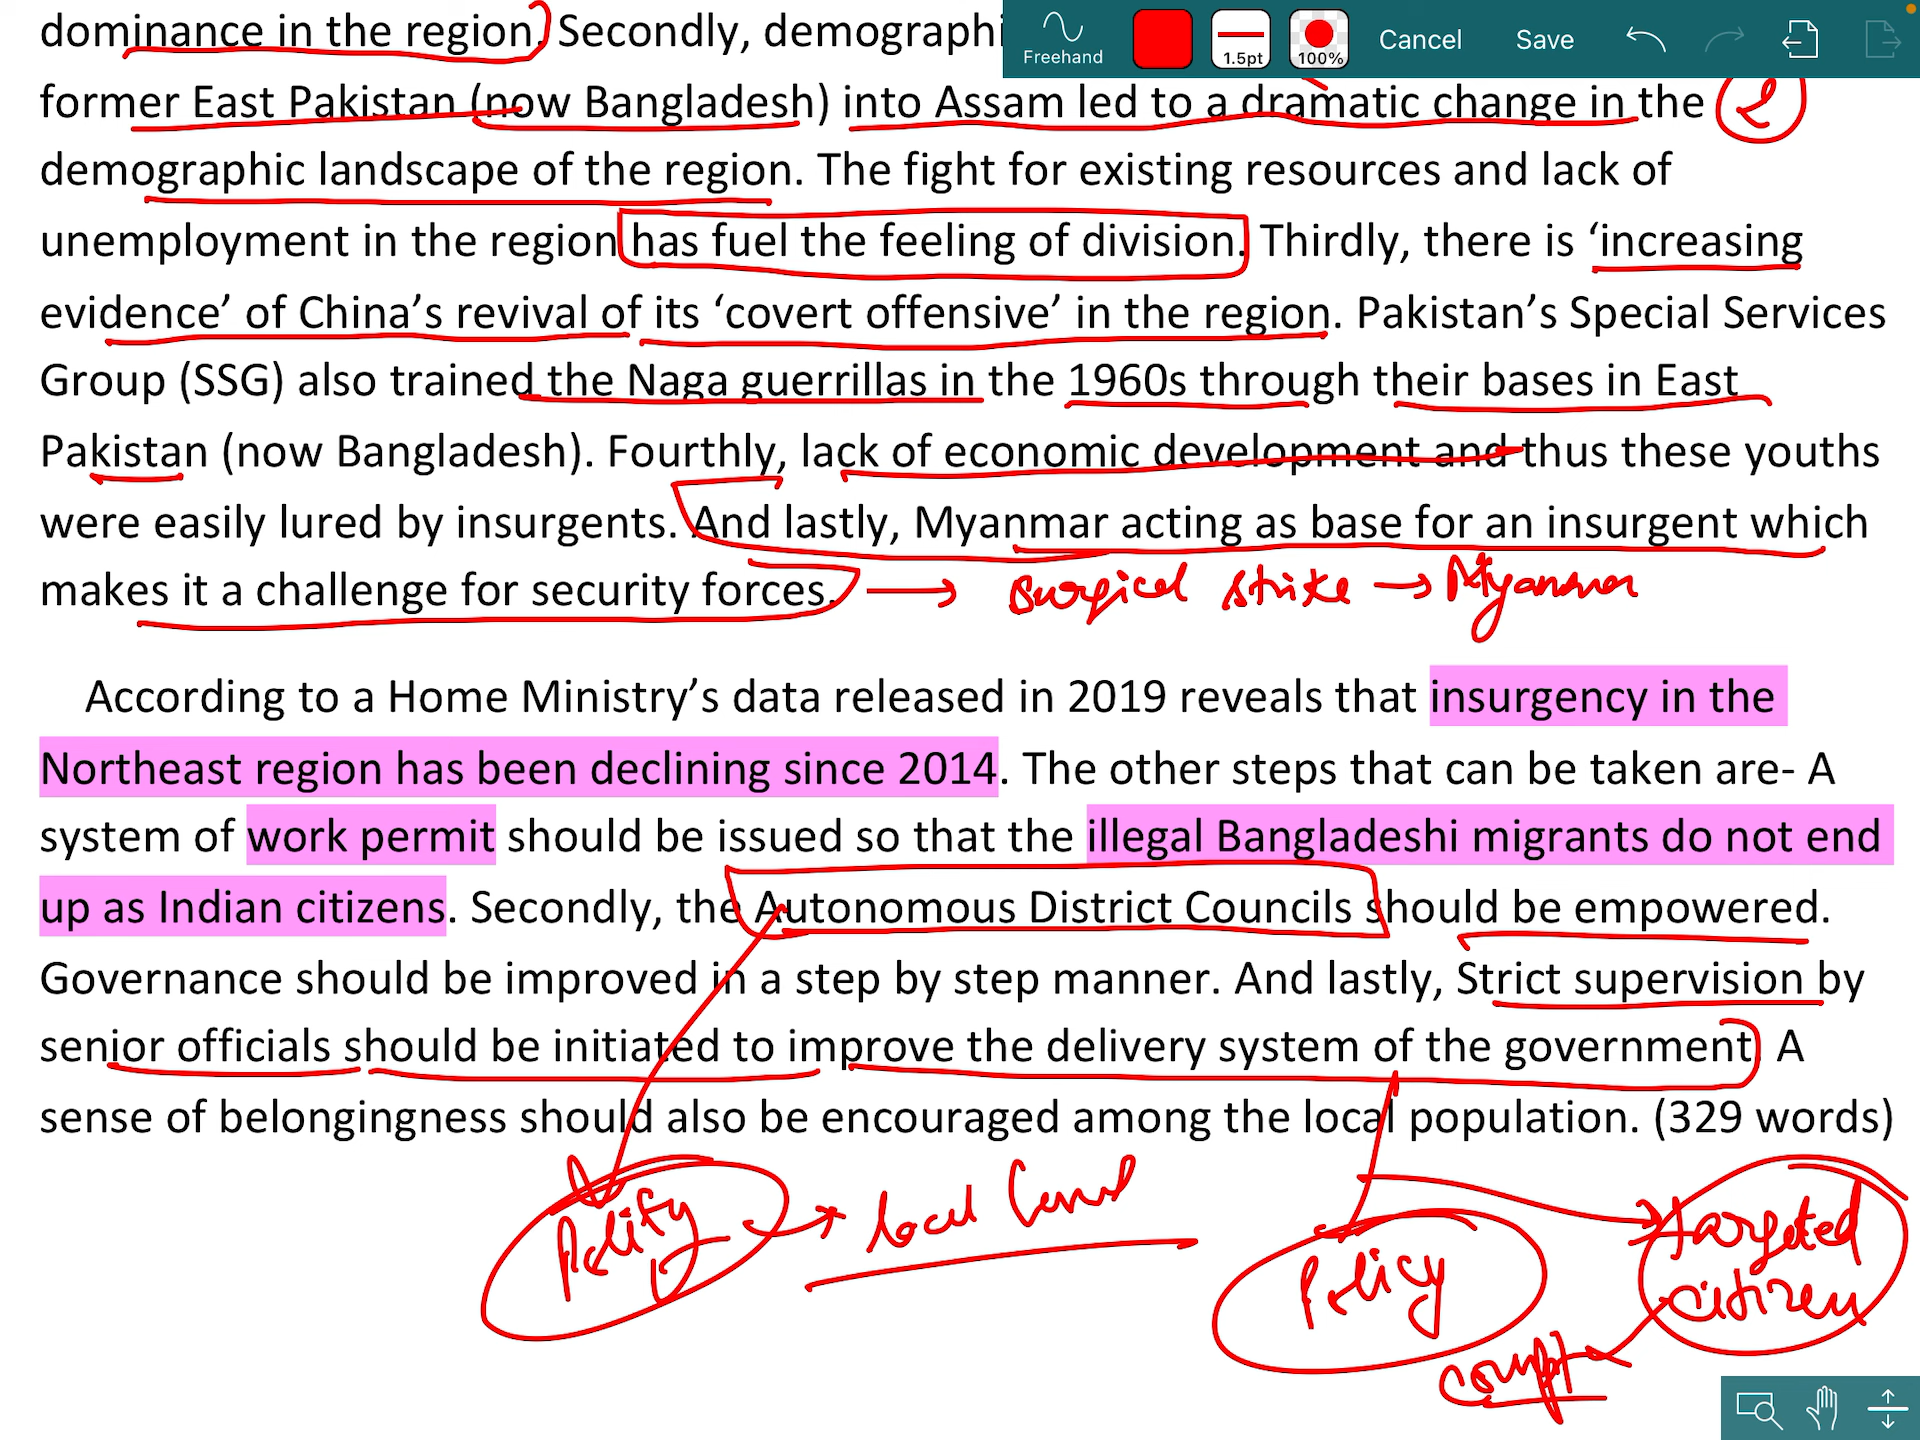 dominance in the region. Secondly, demographi
Freehand
1.5pt
100%
Cancel
Save
former East Pakistan (now Bangladesh) into Assam led to a dramatic change in the
2
demographic landscape of the region. The fight for existing resources and lack of
unemployment in the region has fuel the feeling of division. Thirdly, there is ‘increasing
evidence’ of China’s revival of its ‘covert offensive’ in the region. Pakistan’s Special Services
Group (SSG) also trained the Naga guerrillas in the 1960s through their bases in East
Pakistan (now Bangladesh). Fourthly, lack of economic development and thus these youths
were easily lured by insurgents. And lastly, Myanmar acting as base for an insurgent which
makes it a challenge for security forces.
Surgical Strike → Myanmar
According to a Home Ministry’s data released in 2019 reveals that insurgency in the
Northeast region has been declining since 2014. The other steps that can be taken are- A
system of work permit should be issued so that the illegal Bangladeshi migrants do not end
up as Indian citizens. Secondly, the Autonomous District Councils should be empowered.
Governance should be improved in a step by step manner. And lastly, Strict supervision by
senior officials should be initiated to improve the delivery system of the government. A
sense of belongingness should also be encouraged among the local population. (329 words)
Polity
local level
Policy
targeted
citizen